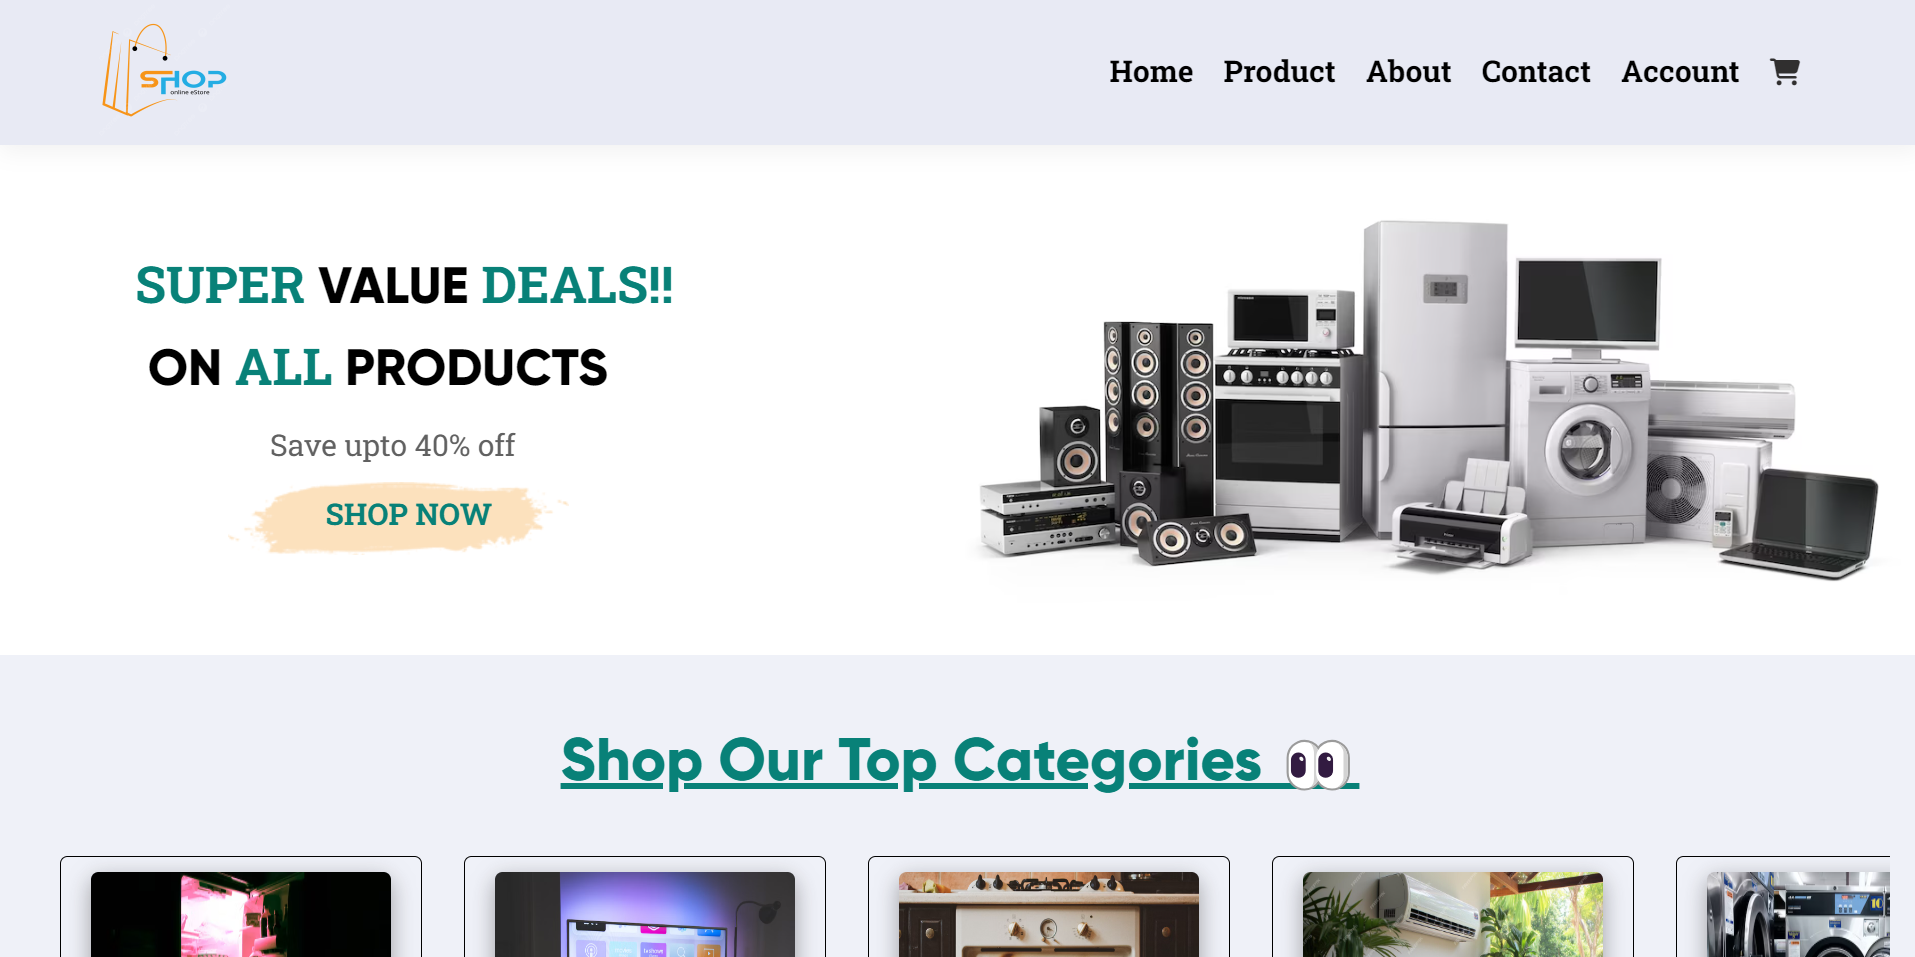 SHOP
online eStore
Home Product About Contact Account
SUPER VALUE DEALS!!
ON ALL PRODUCTS
Save upto 40% off
SHOP NOW
Shop Our Top Categories 👀